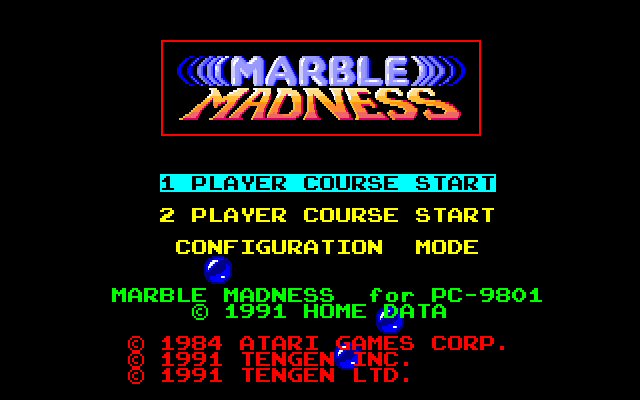 MARBLE
MADNESS
1 PLAYER COURSE START
2 PLAYER COURSE START
CONFIGURATION MODE
MARBLE MADNESS for PC-9801
© 1991 HOME DATA
© 1984 ATARI GAMES CORP.
© 1991 TENGEN INC.
© 1991 TENGEN LTD.